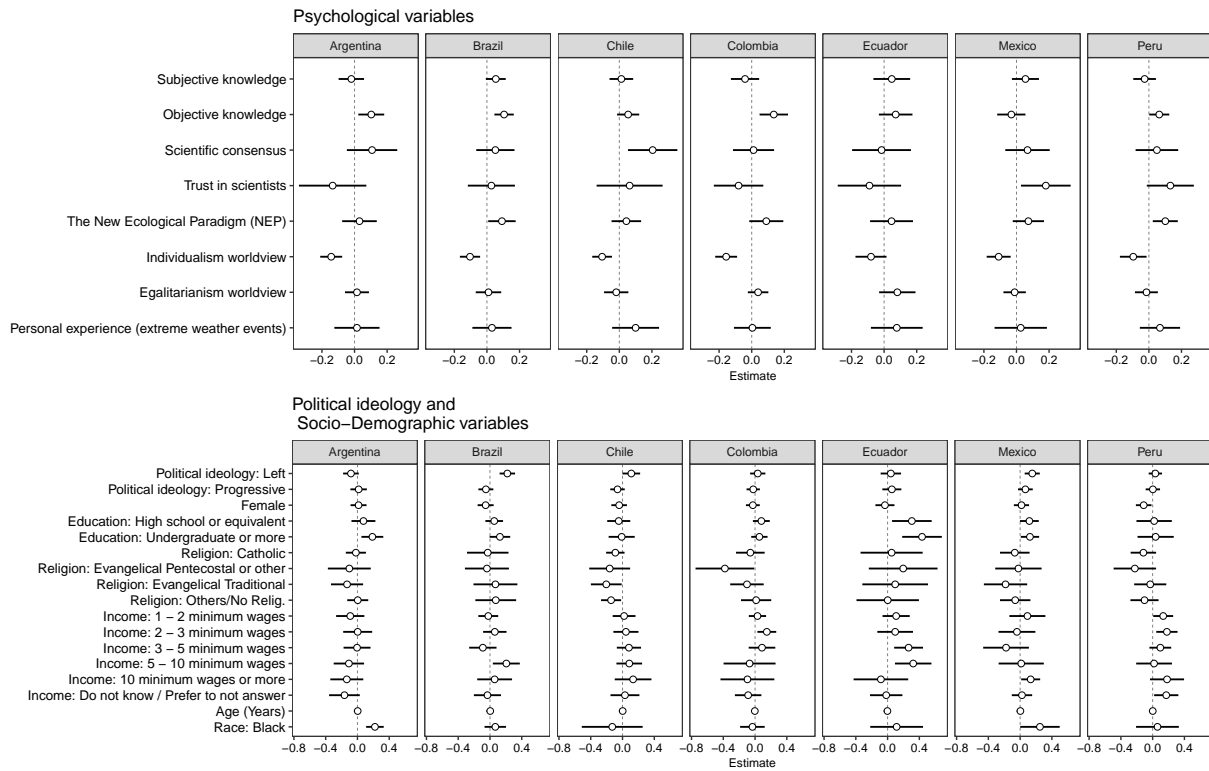 Psychological variables
Argentina Brazil Chile Colombia Ecuador Mexico Peru
Subjective knowledge
Objective knowledge
Scientific consensus
Trust in scientists
The New Ecological Paradigm (NEP)
Individualism worldview
Egalitarianism worldview
Personal experience (extreme weather events)
−0.2 0.0 0.2 −0.2 0.0 0.2 −0.2 0.0 0.2 −0.2 0.0 0.2 −0.2 0.0 0.2 −0.2 0.0 0.2 −0.2 0.0 0.2
Estimate
Political ideology and
Socio−Demographic variables
Argentina Brazil Chile Colombia Ecuador Mexico Peru
Political ideology: Left
Political ideology: Progressive
Female
Education: High school or equivalent
Education: Undergraduate or more
Religion: Catholic
Religion: Evangelical Pentecostal or other
Religion: Evangelical Traditional
Religion: Others/No Relig.
Income: 1 − 2 minimum wages
Income: 2 − 3 minimum wages
Income: 3 − 5 minimum wages
Income: 5 − 10 minimum wages
Income: 10 minimum wages or more
Income: Do not know / Prefer to not answer
Age (Years)
Race: Black
−0.8 −0.4 0.0 0.4 −0.8 −0.4 0.0 0.4 −0.8 −0.4 0.0 0.4 −0.8 −0.4 0.0 0.4 −0.8 −0.4 0.0 0.4 −0.8 −0.4 0.0 0.4 −0.8 −0.4 0.0 0.4
Estimate